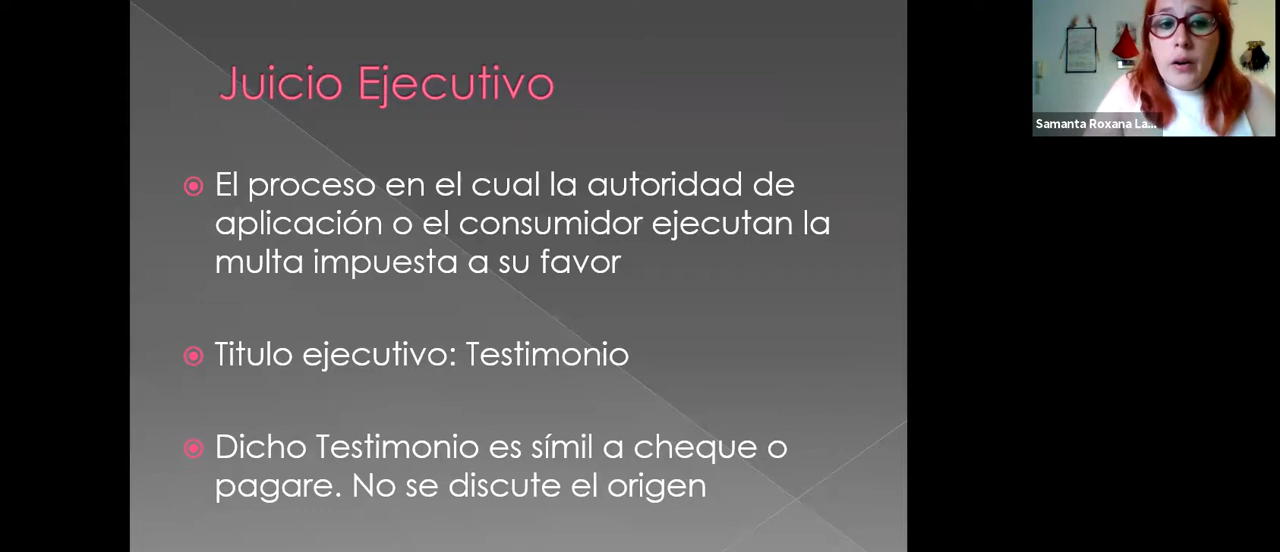 Juicio Ejecutivo
El proceso en el cual la autoridad de
aplicación o el consumidor ejecutan la
multa impuesta a su favor
Titulo ejecutivo: Testimonio
Dicho Testimonio es símil a cheque o
pagare. No se discute el origen
Samanta Roxana La...